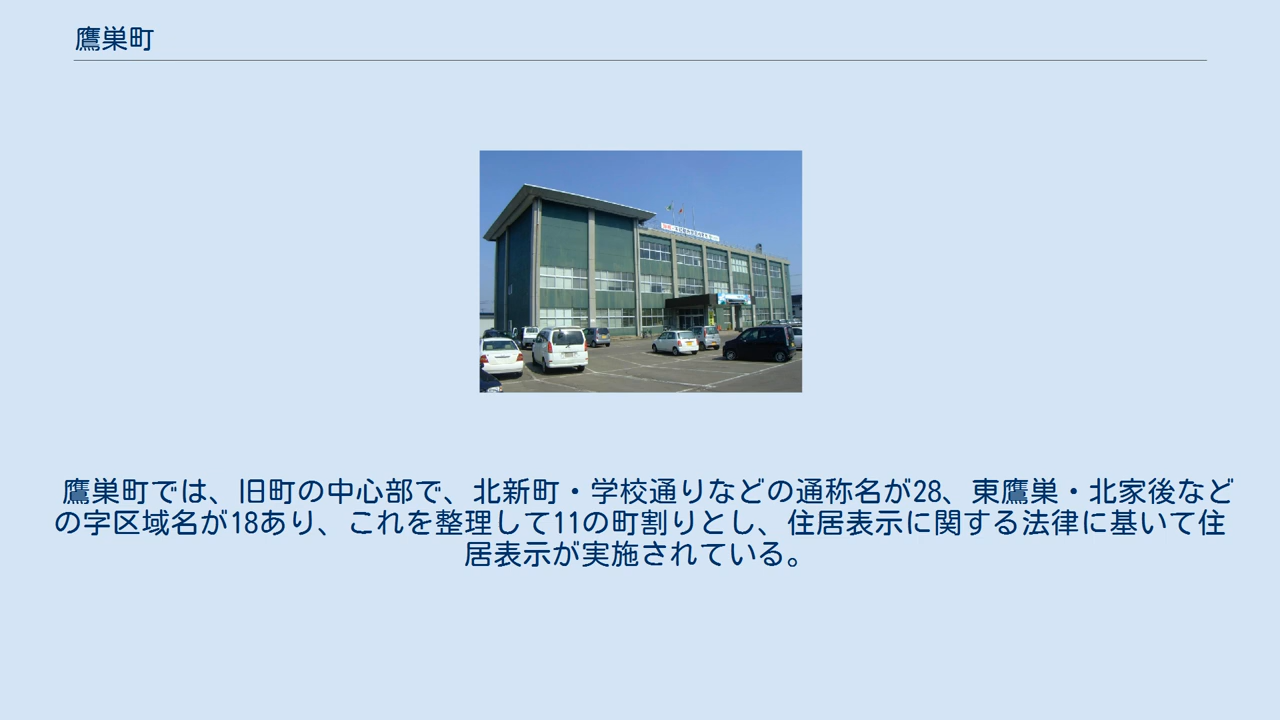 鷹巣町
鷹巣町では、旧町の中心部で、北新町・学校通りなどの通称名が28、東鷹巣・北家後など
の字区域名が18あり、これを整理して11の町割りとし、住居表示に関する法律に基いて住
居表示が実施されている。